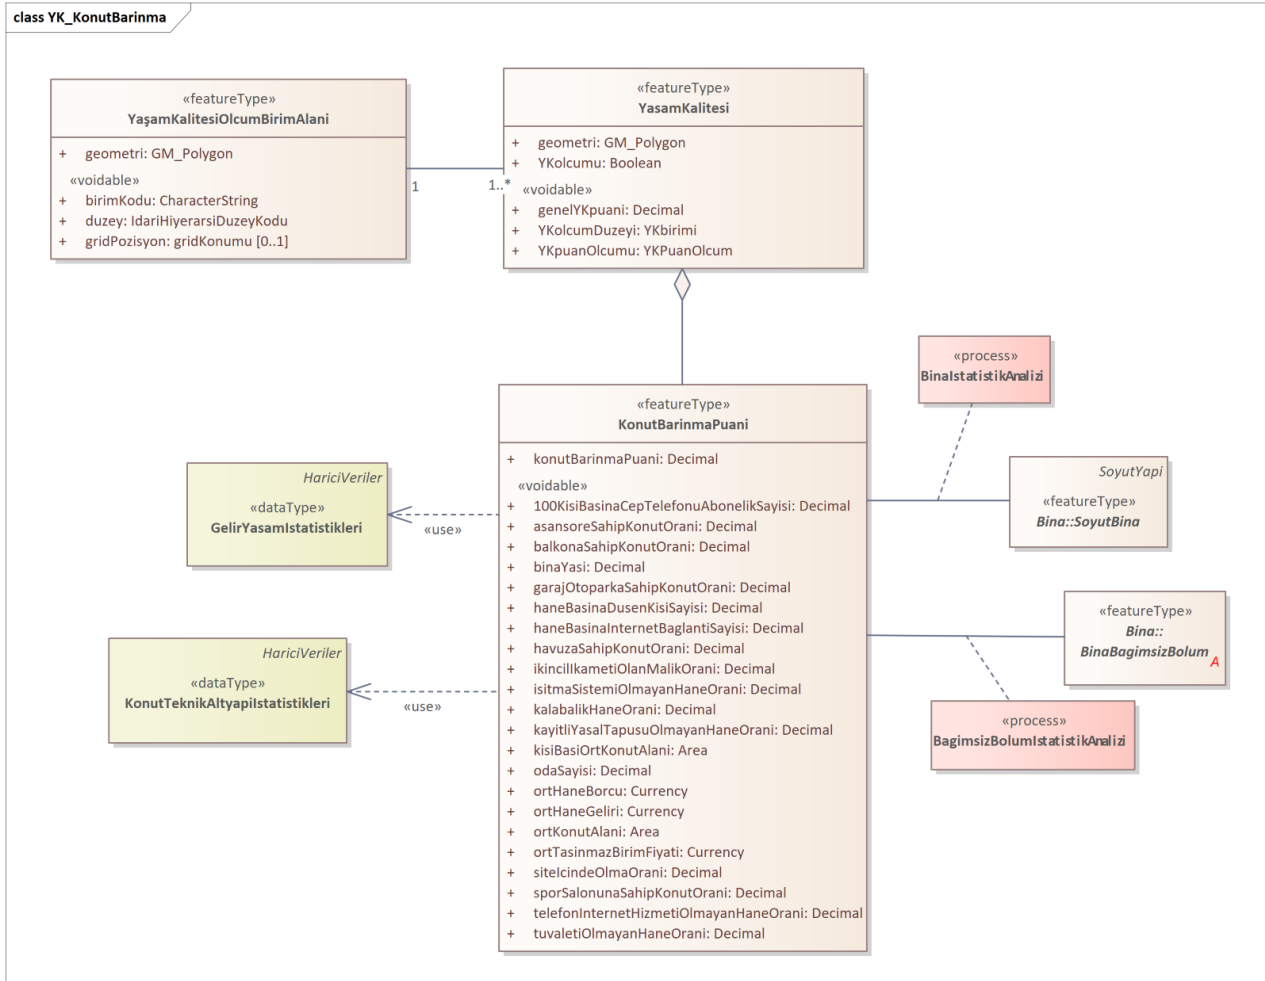 class YK_KonutBarinma
«featureType»
YaşamKalitesiOlcumBirimAlani
+ geometri: GM_Polygon
«voidable»
+ birimKodu: CharacterString
+ duzey: IdariHiyerarsiDuzeyKodu
+ gridPozisyon: gridKonumu [0..1]
1
1..*
«featureType»
YasamKalitesi
+ geometri: GM_Polygon
+ YKolcumu: Boolean
«voidable»
+ genelYKpuani: Decimal
+ YKolcumDuzeyi: YKbirimi
+ YKpuanOlcumu: YKPuanOlcum
«featureType»
KonutBarinmaPuani
+ konutBarinmaPuani: Decimal
«voidable»
+ 100KisiBasinaCepTelefonuAbonelikSayisi: Decimal
+ asansoreSahipKonutOrani: Decimal
+ balkonaSahipKonutOrani: Decimal
+ binaYasi: Decimal
+ garajOtoparkaSahipKonutOrani: Decimal
+ haneBasinaDusenKisiSayisi: Decimal
+ haneBasinaInternetBaglantiSayisi: Decimal
+ havuzaSahipKonutOrani: Decimal
+ ikincilIkametiOlanMalikOrani: Decimal
+ isitmaSistemiOlmayanHaneOrani: Decimal
+ kalabalikHaneOrani: Decimal
+ kayitliYasalTapusuOlmayanHaneOrani: Decimal
+ kisiBasiOrtKonutAlani: Area
+ odaSayisi: Decimal
+ ortHaneBorcu: Currency
+ ortHaneGeliri: Currency
+ ortKonutAlani: Area
+ ortTasinmazBirimFiyati: Currency
+ siteIcindeOlmaOrani: Decimal
+ sporSalonunaSahipKonutOrani: Decimal
+ telefonInternetHizmetiOlmayanHaneOrani: Decimal
+ tuvaletiOlmayanHaneOrani: Decimal
HariciVeriler
«dataType»
GelirYasamIstatistikleri
«use»
HariciVeriler
«dataType»
KonutTeknikAltyapiIstatistikleri
«use»
«process»
BinaIstatistikAnalizi
SoyutYapi
«featureType»
Bina::SoyutBina
«featureType»
Bina::
BinaBagimsizBolum
A
«process»
BagimsizBolumIstatistikAnalizi